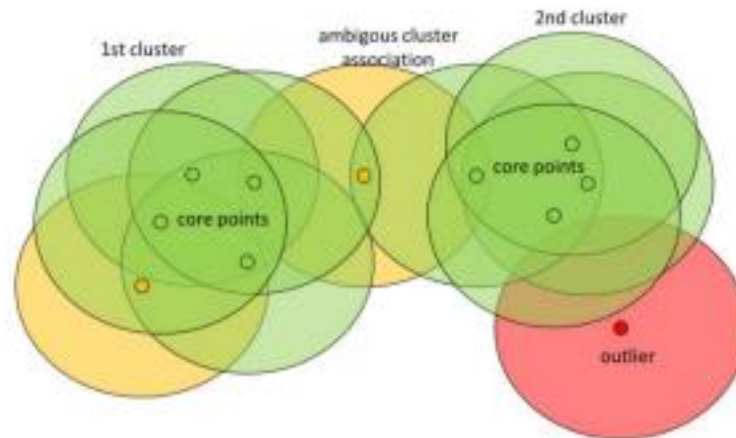 1st cluster
ambigous cluster
association
2nd cluster
core points
core points
outlier